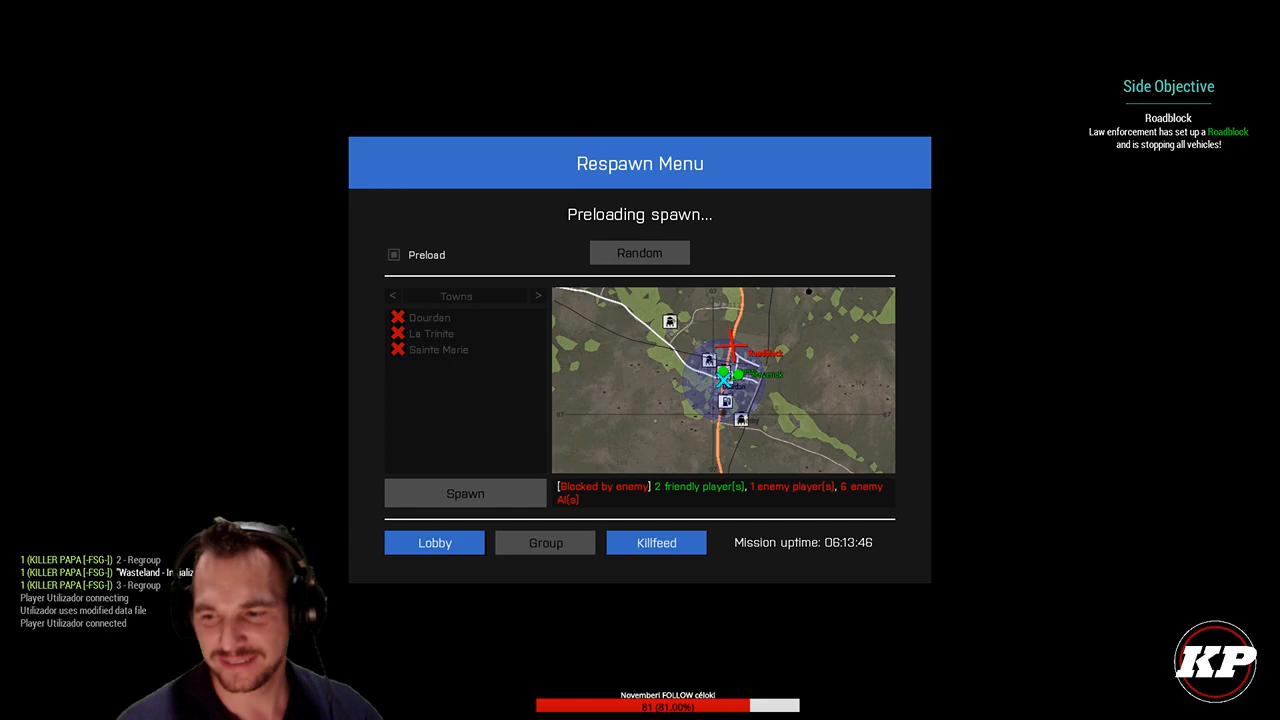 Side Objective
Roadblock
Law enforcement has set up a Roadblock
and is stopping all vehicles!
Respawn Menu
Preloading spawn...
Preload
Random
< Towns >
Dourdan
La Trinite
Sainte Marie
Roadblock
Spawn
[Blocked by enemy] 2 friendly player(s), 1 enemy player(s), 6 enemy
AI(s)
Lobby
Group
Killfeed
Mission uptime: 06:13:46
1 (KILLER PAPA [-FSG-]) 2 - Regroup
1 (KILLER PAPA [-FSG-]) "Wasteland -
1 (KILLER PAPA [-FSG-]) 3 - Regroup
Player Utilizador connecting
Utilizador uses modified data file
Player Utilizador connected
KP
Novemberi FOLLOW célok!
81 (81.00%)